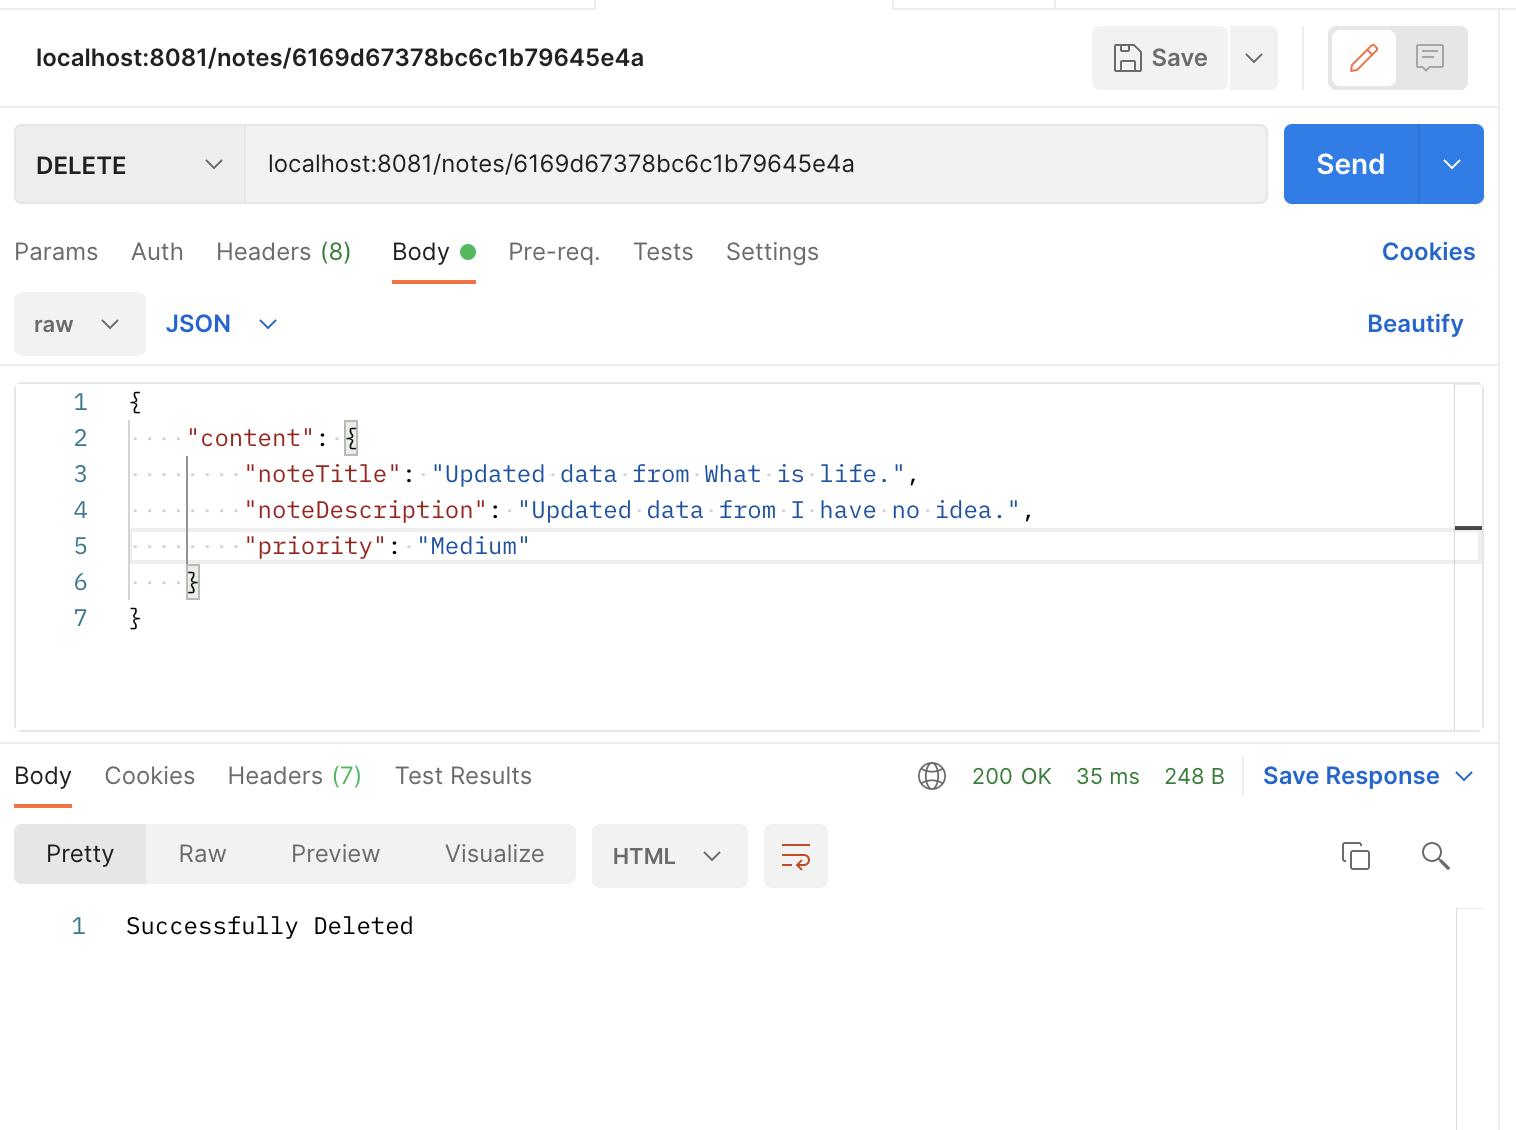 localhost:8081/notes/6169d67378bc6c1b79645e4a Save
DELETE localhost:8081/notes/6169d67378bc6c1b79645e4a Send
Params Auth Headers (8) Body Pre-req. Tests Settings Cookies
raw JSON Beautify
1 {
2 "content": {
3 "noteTitle": "Updated data from What is life.",
4 "noteDescription": "Updated data from I have no idea.",
5 "priority": "Medium"
6 }
7 }
Body Cookies Headers (7) Test Results 200 OK 35 ms 248 B Save Response
Pretty Raw Preview Visualize HTML
1 Successfully Deleted